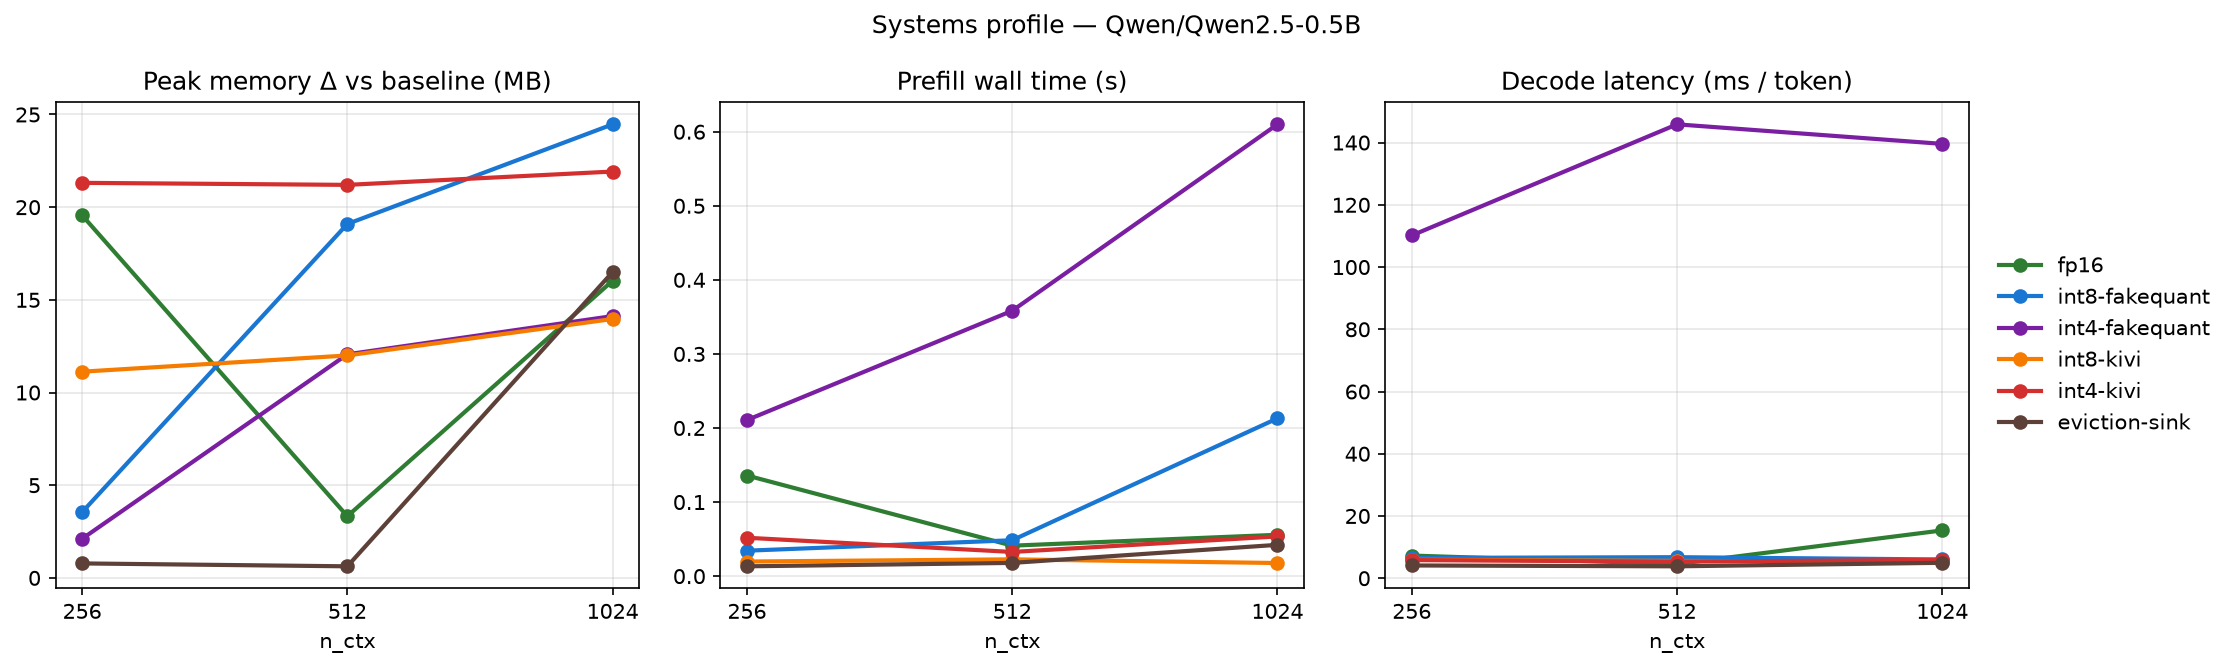 Systems profile — Qwen/Qwen2.5-0.5B
Peak memory Δ vs baseline (MB)
25
20
15
10
5
0
256
512
1024
n_ctx
Prefill wall time (s)
0.6
0.5
0.4
0.3
0.2
0.1
0.0
256
512
1024
n_ctx
Decode latency (ms / token)
140
120
100
80
60
40
20
0
256
512
1024
n_ctx
fp16
int8-fakequant
int4-fakequant
int8-kivi
int4-kivi
eviction-sink